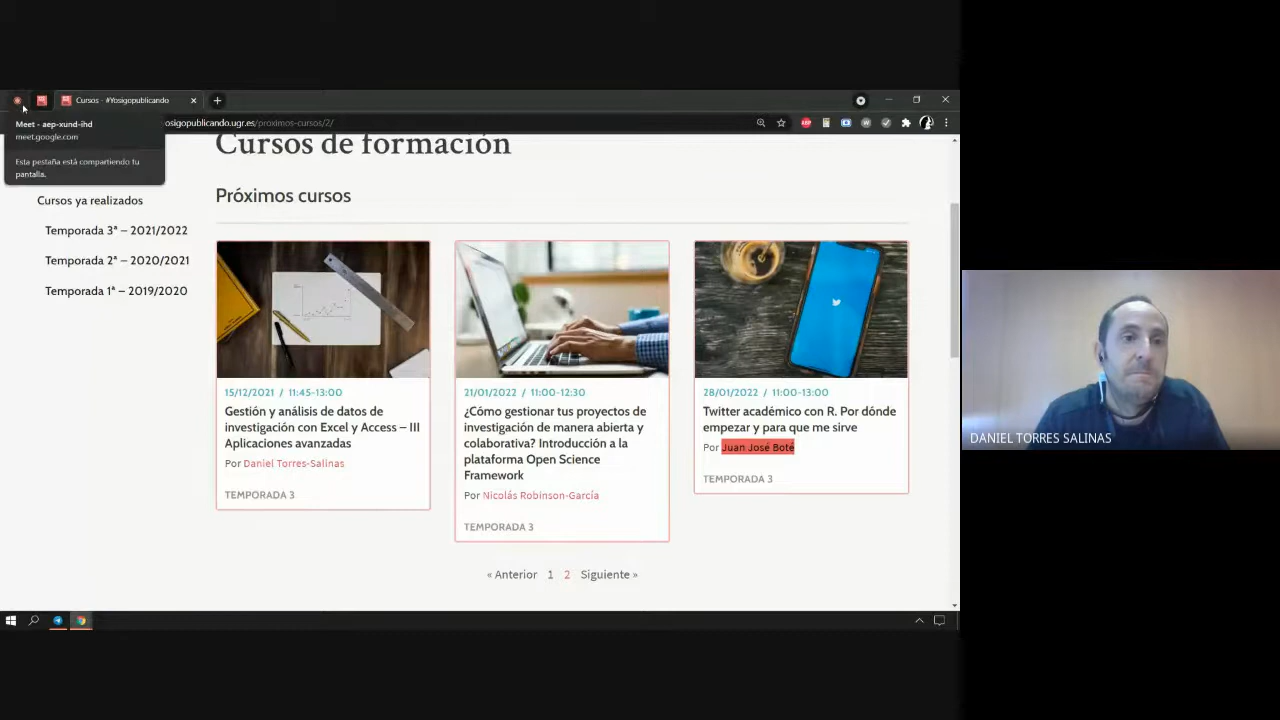 Cursos - #Yosigopublicando
Meet - aep-xund-ihd
meet.google.com
Esta pestaña está compartiendo tu
pantalla.
osigopublicando.ugr.es/proximos-cursos/2/
ABP
Cursos de formación
Cursos ya realizados
Temporada 3ª – 2021/2022
Temporada 2ª – 2020/2021
Temporada 1ª – 2019/2020
Próximos cursos
15/12/2021 / 11:45-13:00
Gestión y análisis de datos de
investigación con Excel y Access – III
Aplicaciones avanzadas
Por Daniel Torres-Salinas
TEMPORADA 3
21/01/2022 / 11:00-12:30
¿Cómo gestionar tus proyectos de
investigación de manera abierta y
colaborativa? Introducción a la
plataforma Open Science
Framework
Por Nicolás Robinson-García
TEMPORADA 3
28/01/2022 / 11:00-13:00
Twitter académico con R. Por dónde
empezar y para que me sirve
Por Juan José Boté
TEMPORADA 3
« Anterior 1 2 Siguiente »
DANIEL TORRES SALINAS